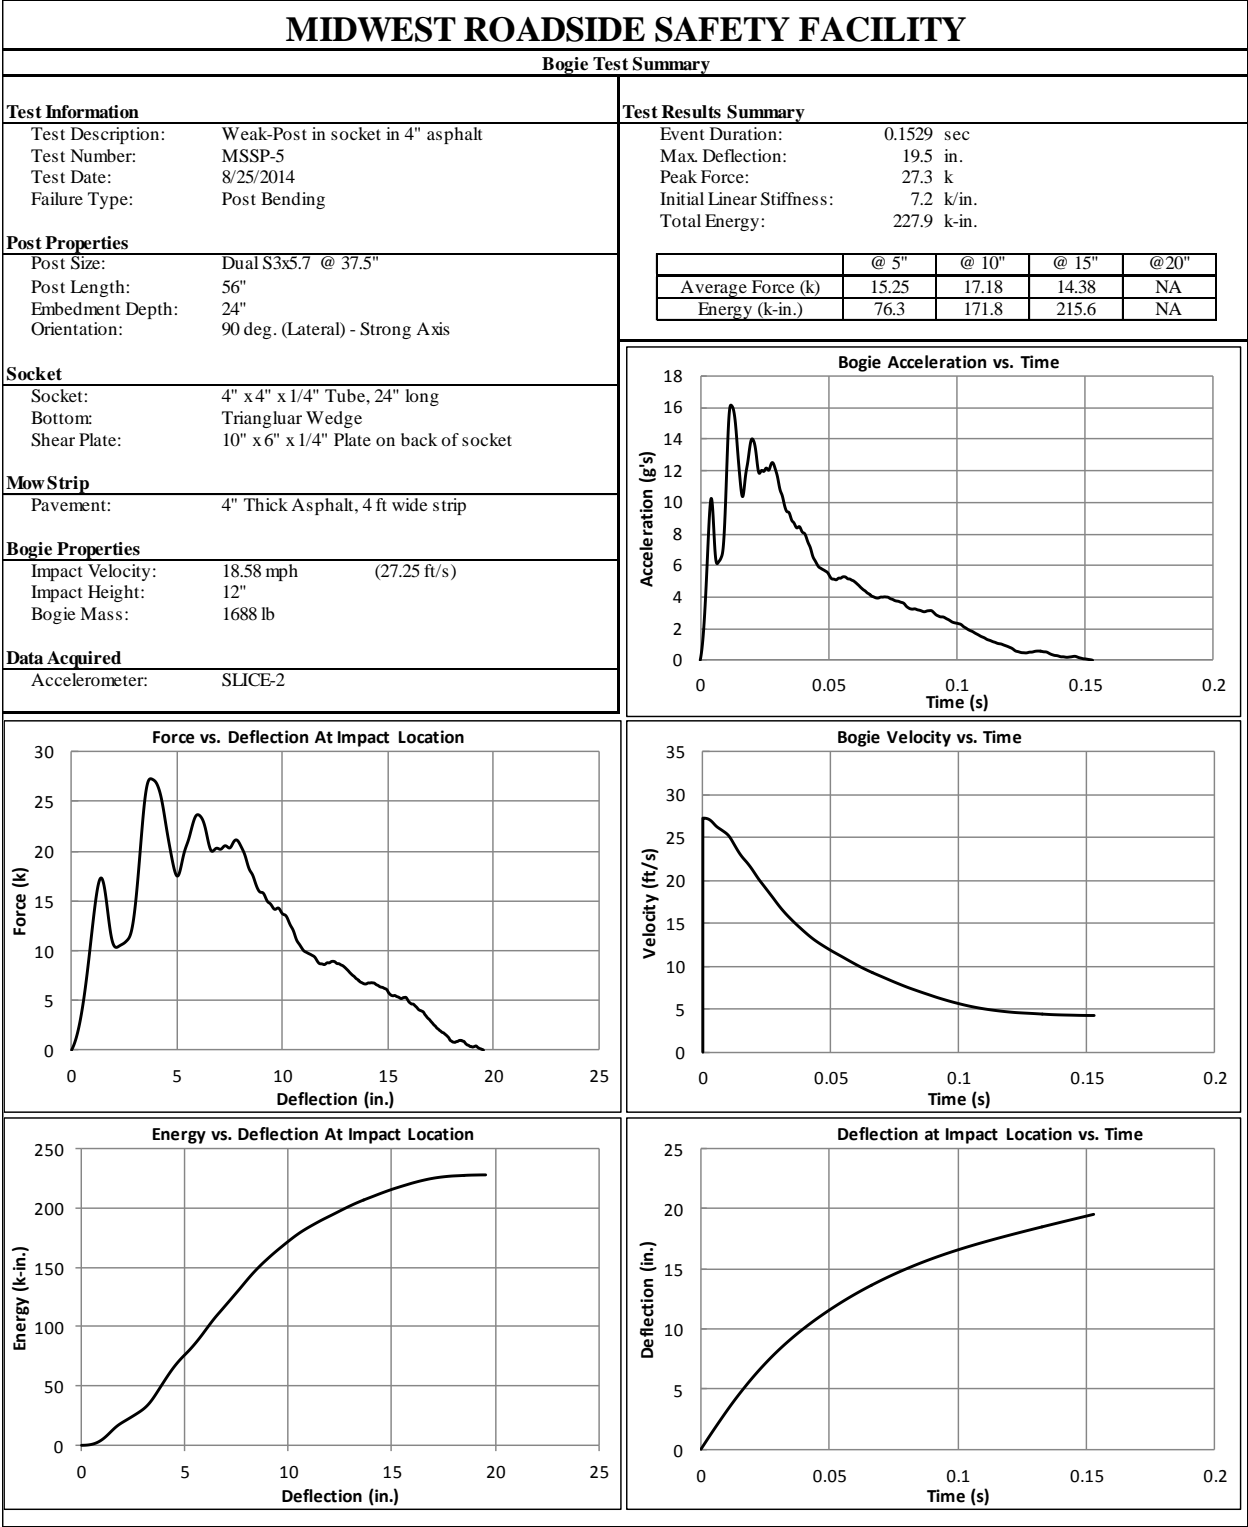 MIDWEST ROADSIDE SAFETY FACILITY
Bogie Test Summary
Test Information
Test Description: Weak-Post in socket in 4" asphalt
Test Number: MSSP-5
Test Date: 8/25/2014
Failure Type: Post Bending
Post Properties
Post Size: Dual S3x5.7 @ 37.5"
Post Length: 56"
Embedment Depth: 24"
Orientation: 90 deg. (Lateral) - Strong Axis
Socket
Socket: 4" x 4" x 1/4" Tube, 24" long
Bottom: Triangluar Wedge
Shear Plate: 10" x 6" x 1/4" Plate on back of socket
Mow Strip
Pavement: 4" Thick Asphalt, 4 ft wide strip
Bogie Properties
Impact Velocity: 18.58 mph (27.25 ft/s)
Impact Height: 12"
Bogie Mass: 1688 lb
Data Acquired
Accelerometer: SLICE-2
Test Results Summary
Event Duration: 0.1529 sec
Max. Deflection: 19.5 in.
Peak Force: 27.3 k
Initial Linear Stiffness: 7.2 k/in.
Total Energy: 227.9 k-in.
@ 5" @ 10" @ 15" @20"
Average Force (k) 15.25 17.18 14.38 NA
Energy (k-in.) 76.3 171.8 215.6 NA
Bogie Acceleration vs. Time
Acceleration (g's)
18
16
14
12
10
8
6
4
2
0
0 0.05 0.1 0.15 0.2
Time (s)
Force vs. Deflection At Impact Location
Force (k)
30
25
20
15
10
5
0
0 5 10 15 20 25
Deflection (in.)
Bogie Velocity vs. Time
Velocity (ft/s)
35
30
25
20
15
10
5
0
0 0.05 0.1 0.15 0.2
Time (s)
Energy vs. Deflection At Impact Location
Energy (k-in.)
250
200
150
100
50
0
0 5 10 15 20 25
Deflection (in.)
Deflection at Impact Location vs. Time
Deflection (in.)
25
20
15
10
5
0
0 0.05 0.1 0.15 0.2
Time (s)